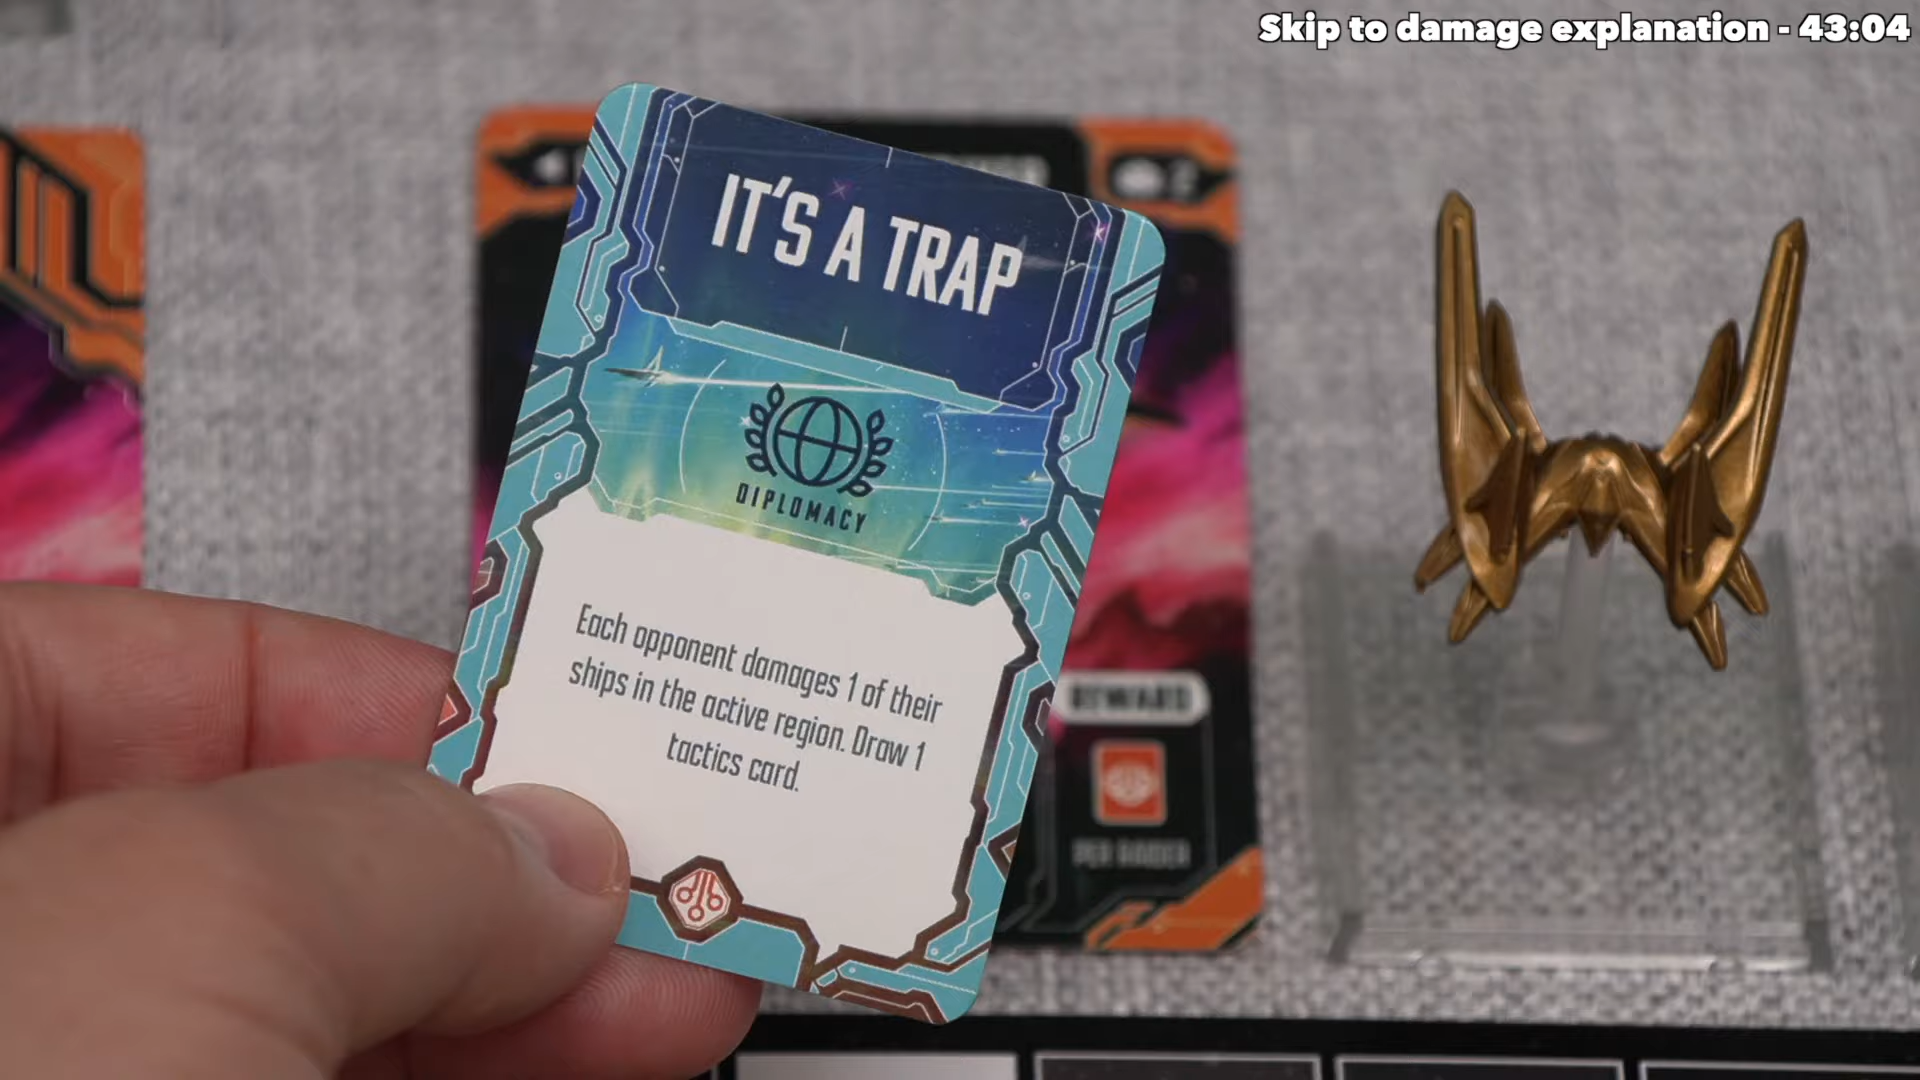 Skip to damage explanation - 43:04
IT'S A TRAP
DIPLOMACY
Each opponent damages 1 of their
ships in the active region. Draw 1
tactics card.
2
REWARD
PER RAIDER